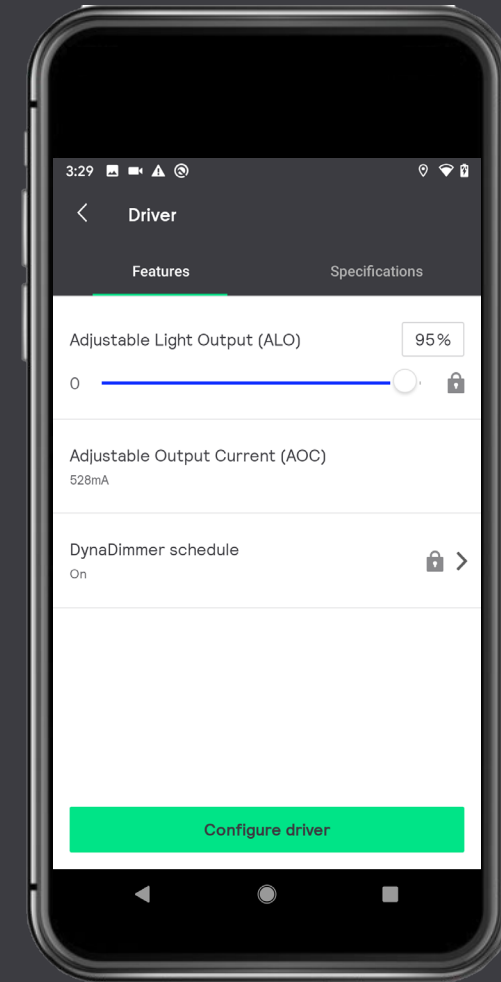 3:29
Driver
Features Specifications
Adjustable Light Output (ALO) 95%
0
Adjustable Output Current (AOC)
528mA
DynaDimmer schedule
On
Configure driver